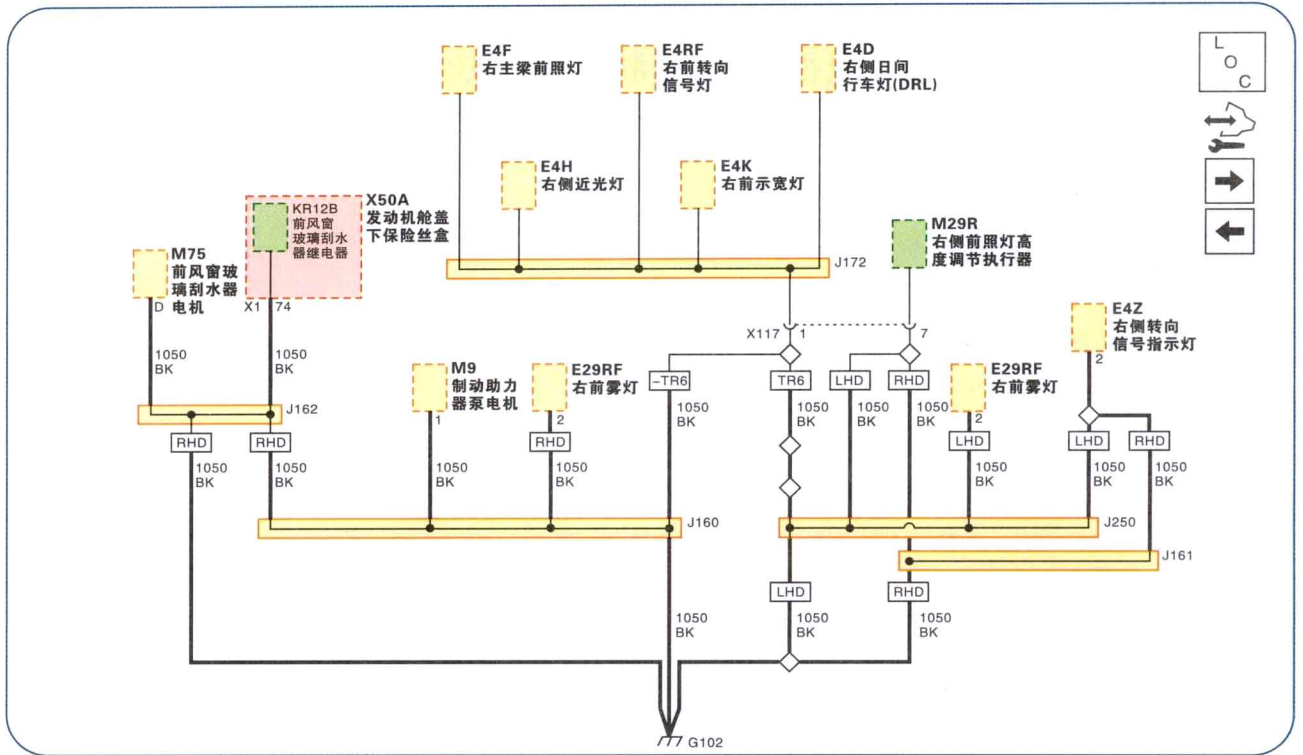 E4F
右主梁前照灯
E4RF
右前转向
信号灯
E4D
右侧日间
行车灯(DRL)
L
O
C
E4H
右侧近光灯
E4K
右前示宽灯
KR12B
前风窗
玻璃刮水
器继电器
X50A
发动机舱盖
下保险丝盒
M29R
右侧前照灯高
度调节执行器
M75
前风窗玻
璃刮水器
电机
J172
D
X1
74
E4Z
右侧转向
信号指示灯
X117
1
7
2
1050
BK
1050
BK
M9
制动助力
器泵电机
E29RF
右前雾灯
-TR6
TR6
LHD
RHD
E29RF
右前雾灯
J162
1
2
1050
BK
1050
BK
1050
BK
1050
BK
2
RHD
RHD
RHD
LHD
LHD
RHD
1050
BK
1050
BK
1050
BK
1050
BK
1050
BK
1050
BK
1050
BK
J160
J250
J161
LHD
RHD
1050
BK
1050
BK
1050
BK
G102